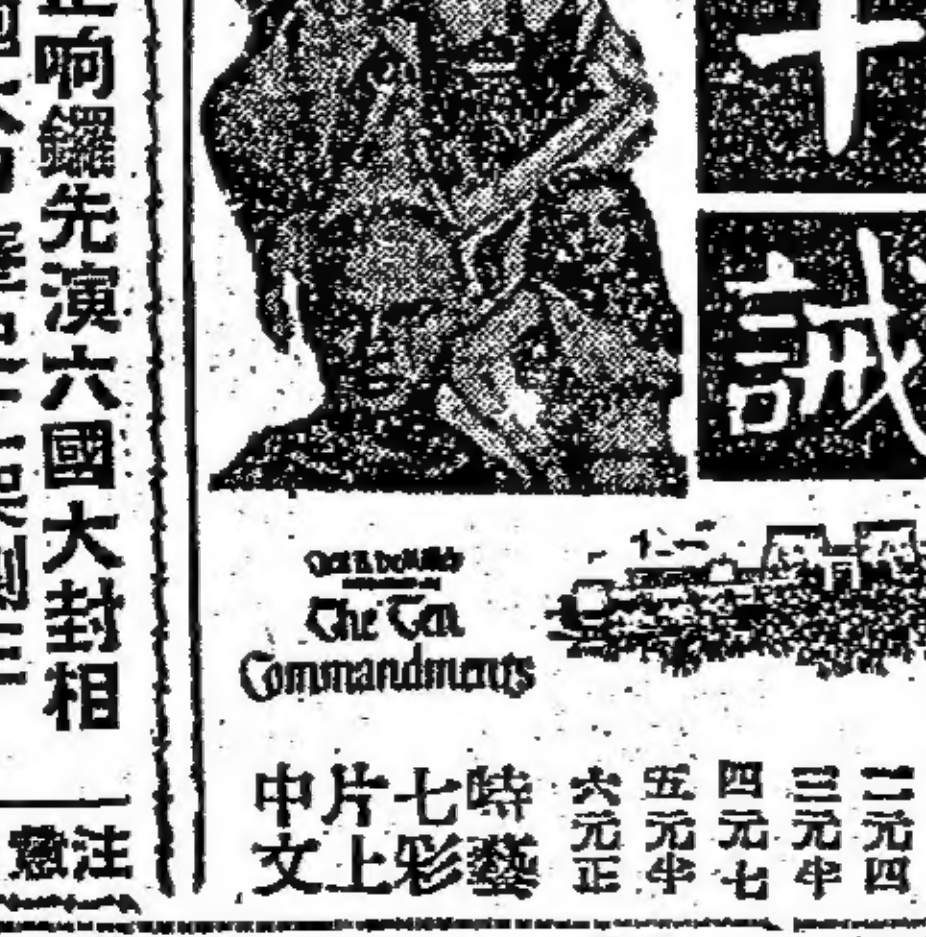 十誡
The Ten
Commandments
二元四
三元半
四元七
五元半
六元正
時藝
七彩
片上
中文
响鑼先演六國大封相
注意